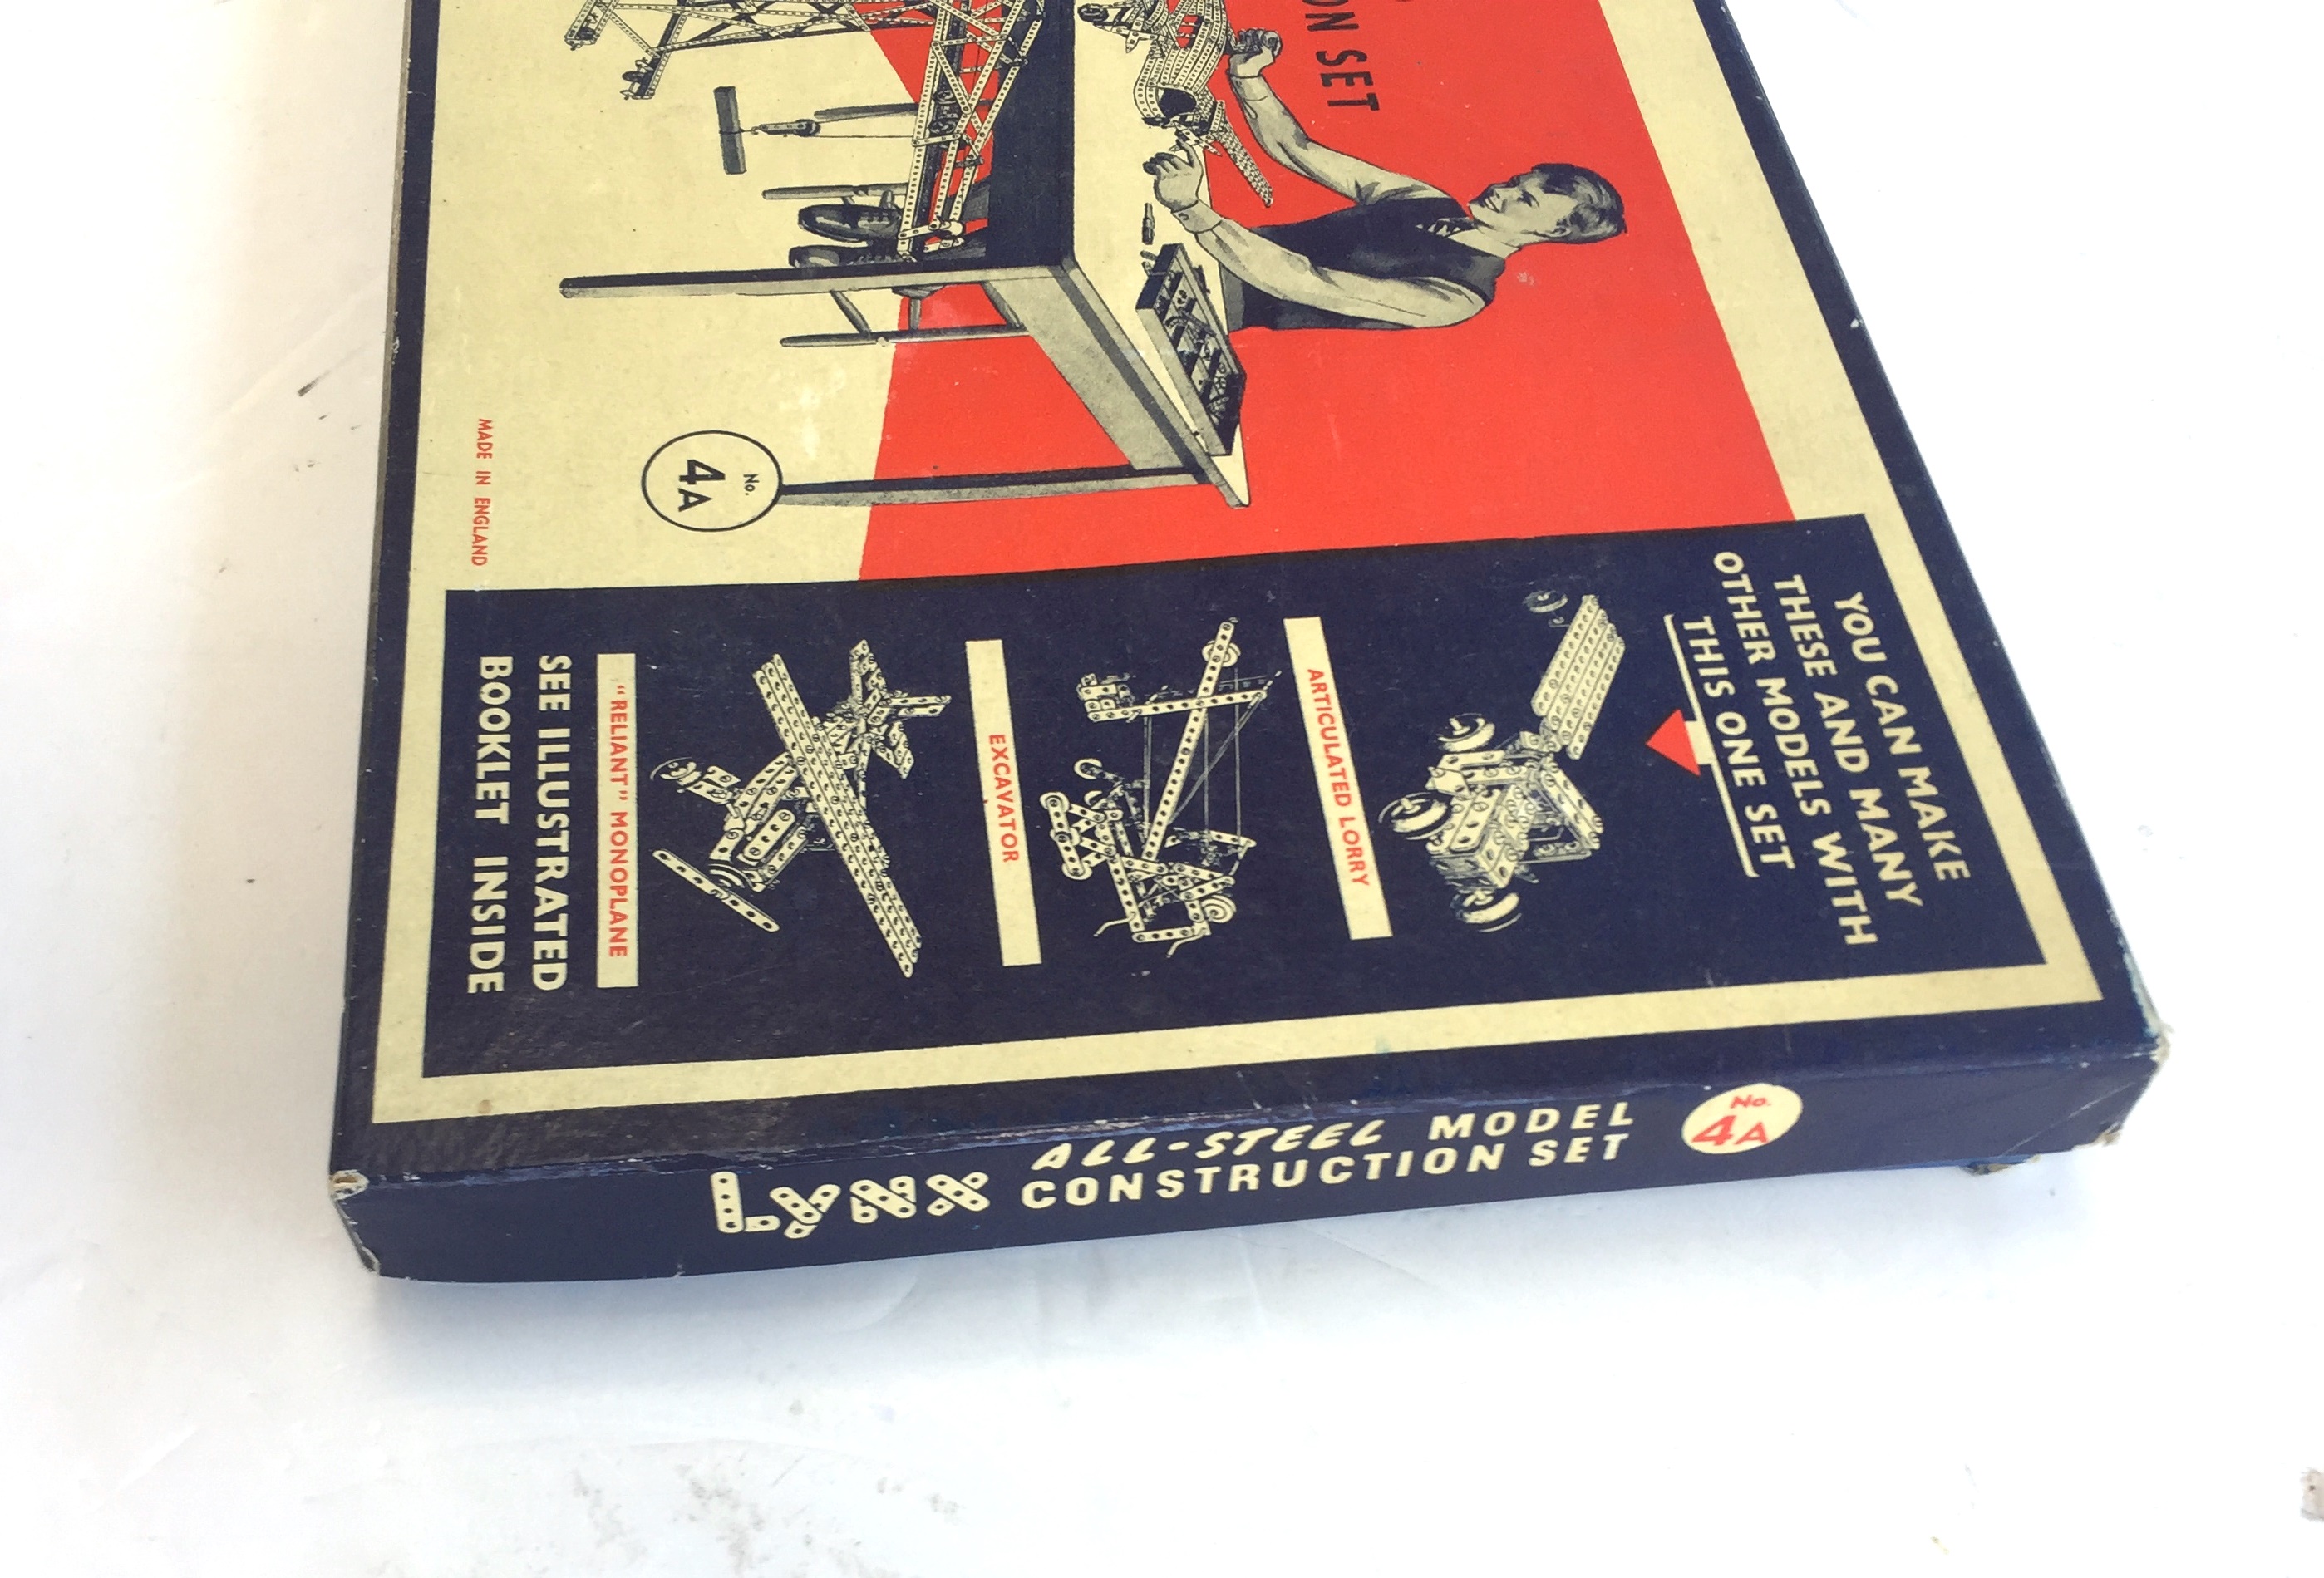 ON SET
No.
4A
MADE IN ENGLAND
YOU CAN MAKE
THESE AND MANY
OTHER MODELS WITH
THIS ONE SET
ARTICULATED LORRY
EXCAVATOR
"RELIANT" MONOPLANE
SEE ILLUSTRATED
BOOKLET INSIDE
Lynx ALL-STEEL MODEL
CONSTRUCTION SET
No.
4A